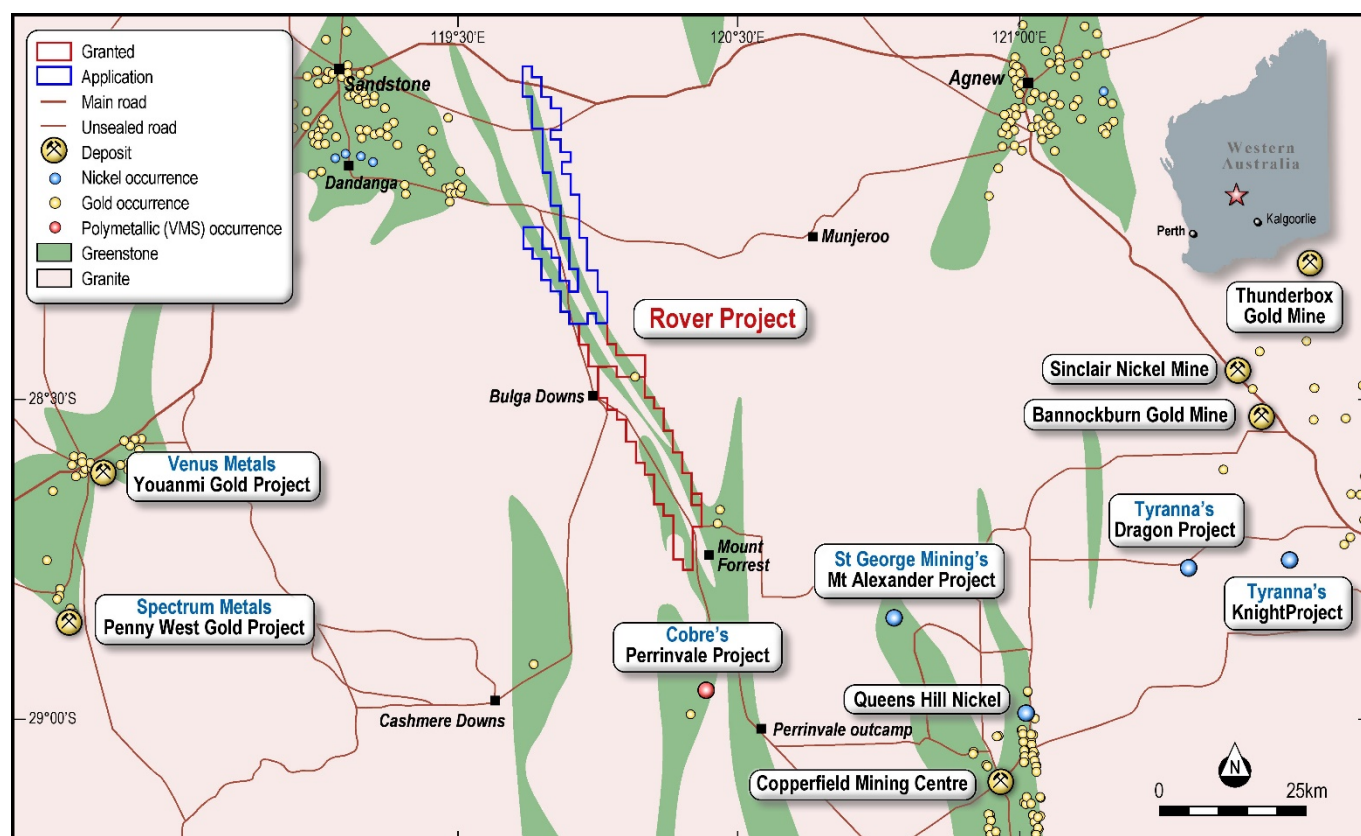 119°30'E
120°30'E
121°00'E
Granted
Application
Main road
Unsealed road
Deposit
Nickel occurrence
Gold occurrence
Polymetallic (VMS) occurrence
Greenstone
Granite
Sandstone
Dandanga
Agnew
Munjeroo
Western
Australia
Perth
Kalgoorlie
Thunderbox
Gold Mine
Rover Project
Sinclair Nickel Mine
Bannockburn Gold Mine
28°30'S
Bulga Downs
Venus Metals
Youanmi Gold Project
Mount
Forrest
St George Mining's
Mt Alexander Project
Tyranna's
Dragon Project
Tyranna's
KnightProject
Spectrum Metals
Penny West Gold Project
Cobre's
Perrinvale Project
Queens Hill Nickel
29°00'S
Cashmere Downs
Perrinvale outcamp
Copperfield Mining Centre
N
0 25km